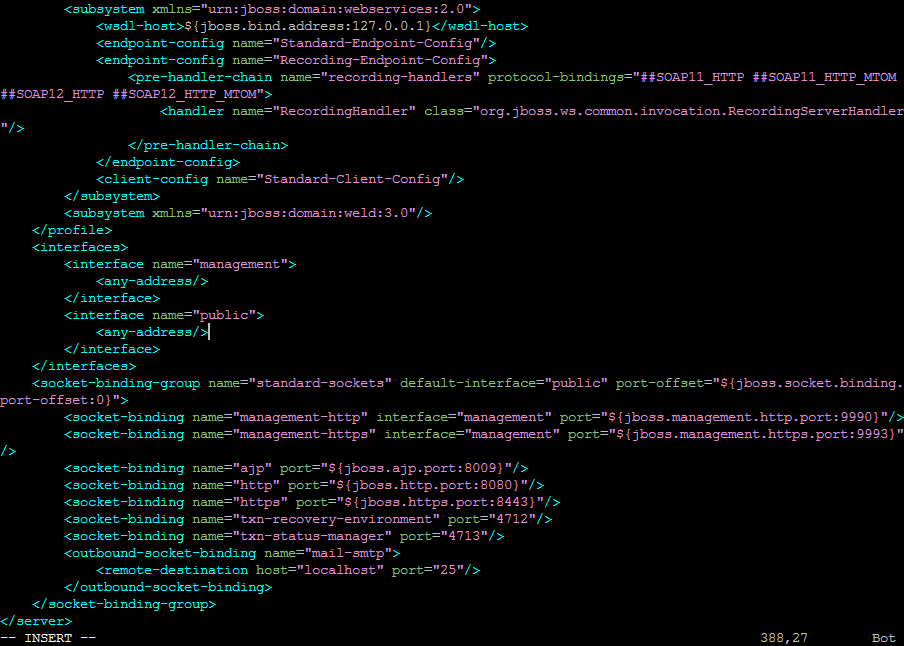 <subsystem xmlns="urn:jboss:domain:webservices:2.0">
            <wsdl-host>${jboss.bind.address:127.0.0.1}</wsdl-host>
            <endpoint-config name="Standard-Endpoint-Config"/>
            <endpoint-config name="Recording-Endpoint-Config">
                <pre-handler-chain name="recording-handlers" protocol-bindings="##SOAP11_HTTP ##SOAP11_HTTP_MTOM
##SOAP12_HTTP ##SOAP12_HTTP_MTOM">
                    <handler name="RecordingHandler" class="org.jboss.ws.common.invocation.RecordingServerHandler
"/>
                </pre-handler-chain>
            </endpoint-config>
            <client-config name="Standard-Client-Config"/>
        </subsystem>
        <subsystem xmlns="urn:jboss:domain:weld:3.0"/>
    </profile>
    <interfaces>
        <interface name="management">
            <any-address/>
        </interface>
        <interface name="public">
            <any-address/>
        </interface>
    </interfaces>
    <socket-binding-group name="standard-sockets" default-interface="public" port-offset="${jboss.socket.binding.
port-offset:0}">
        <socket-binding name="management-http" interface="management" port="${jboss.management.http.port:9990}"/>
        <socket-binding name="management-https" interface="management" port="${jboss.management.https.port:9993}"
/>
        <socket-binding name="ajp" port="${jboss.ajp.port:8009}"/>
        <socket-binding name="http" port="${jboss.http.port:8080}"/>
        <socket-binding name="https" port="${jboss.https.port:8443}"/>
        <socket-binding name="txn-recovery-environment" port="4712"/>
        <socket-binding name="txn-status-manager" port="4713"/>
        <outbound-socket-binding name="mail-smtp">
            <remote-destination host="localhost" port="25"/>
        </outbound-socket-binding>
    </socket-binding-group>
</server>
-- INSERT --                                                                                   388,27        Bot